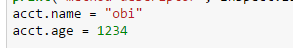 acct.name = "obi"
acct.age = 1234